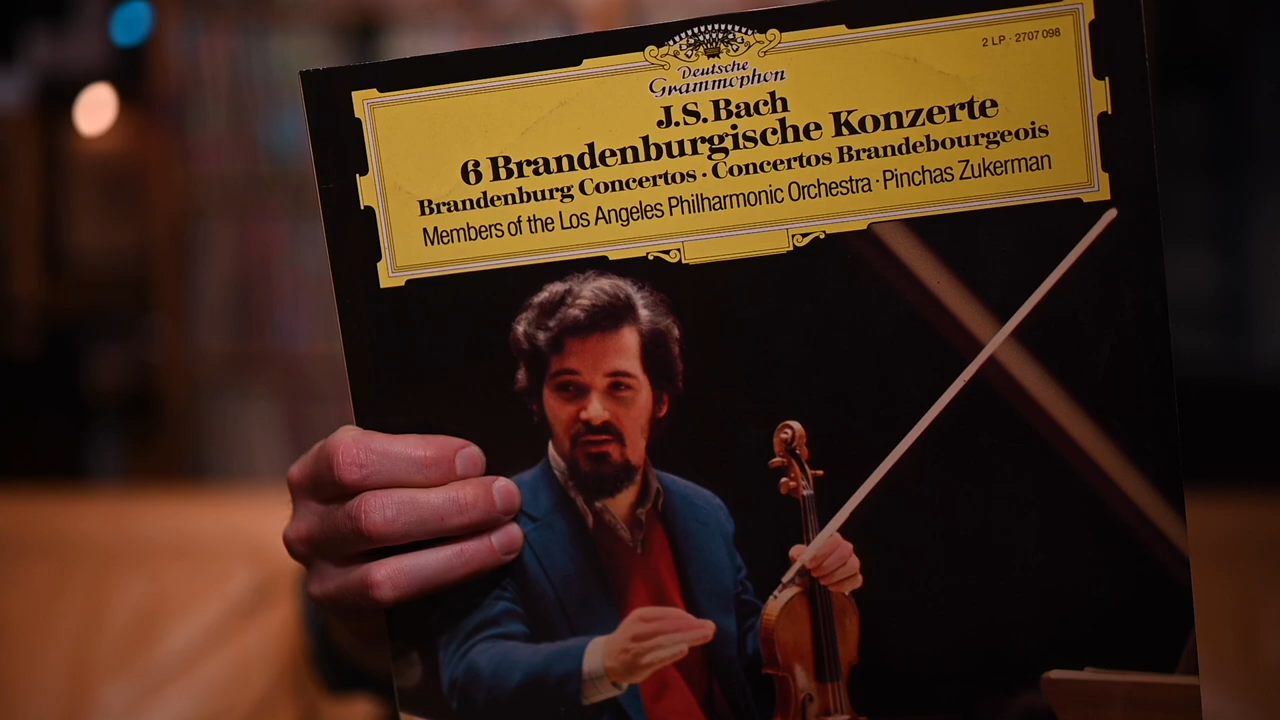 2 LP · 2707 098
Deutsche
Grammophon
J.S.Bach
6 Brandenburgische Konzerte
Brandenburg Concertos · Concertos Brandebourgeois
Members of the Los Angeles Philharmonic Orchestra · Pinchas Zukerman